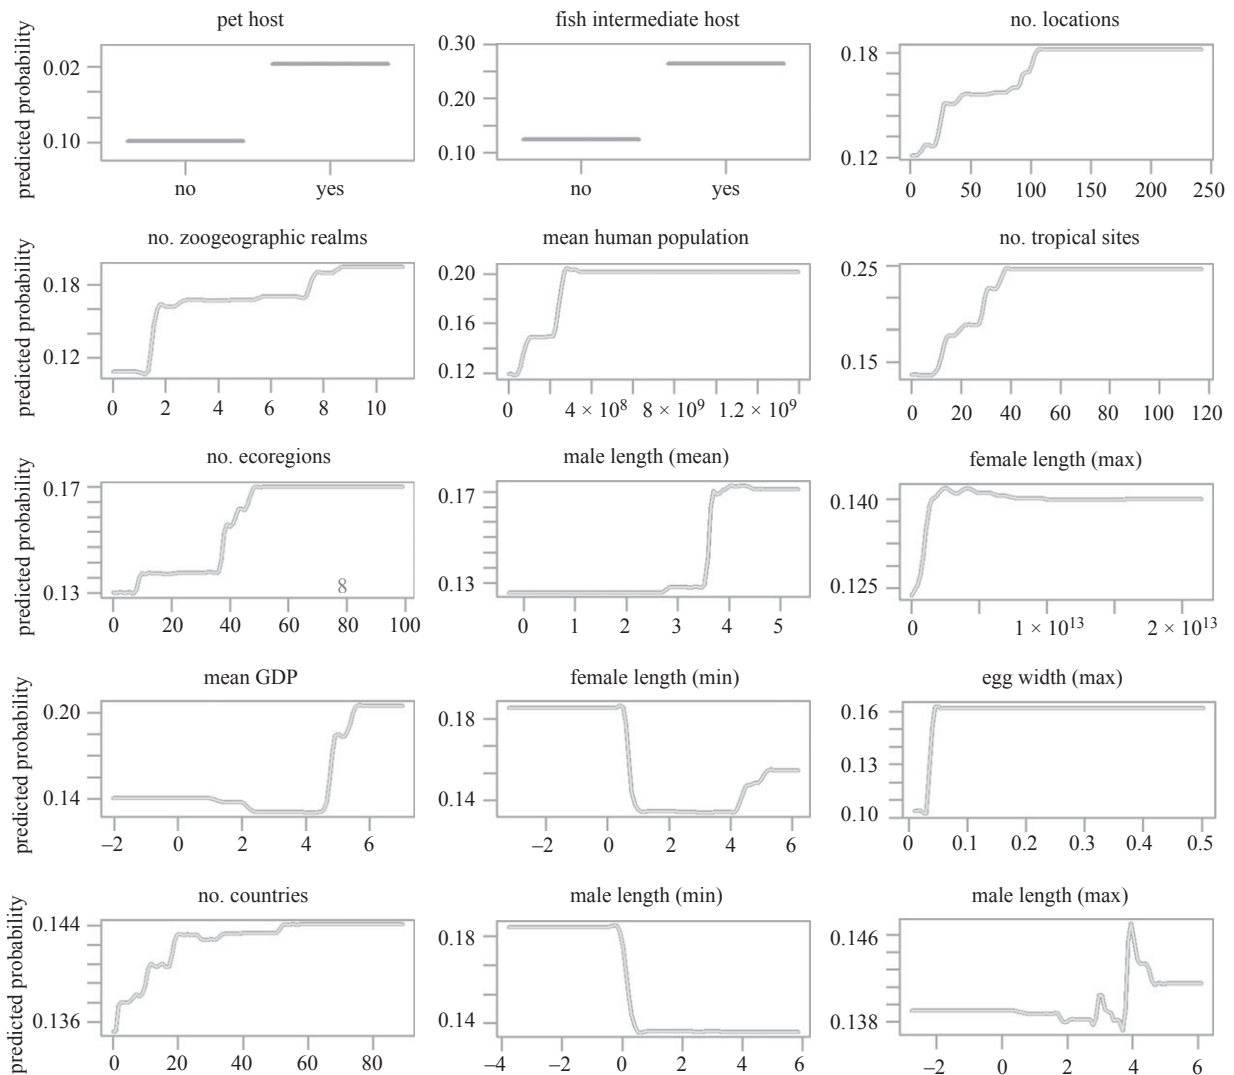 pet host
fish intermediate host
no. locations
predicted probability
0.02
0.10
no yes
0.30
0.20
0.10
no yes
0.18
0.12
0 50 100 150 200 250
no. zoogeographic realms
mean human population
no. tropical sites
predicted probability
0.18
0.12
0 2 4 6 8 10
0.20
0.16
0.12
0 4 × 10⁸ 8 × 10⁹ 1.2 × 10⁹
0.25
0.15
0 20 40 60 80 100 120
no. ecoregions
male length (mean)
female length (max)
predicted probability
0.17
0.13
8
0 20 40 60 80 100
0.17
0.13
0 1 2 3 4 5
0.140
0.125
0 1 × 10¹³ 2 × 10¹³
mean GDP
female length (min)
egg width (max)
predicted probability
0.20
0.14
–2 0 2 4 6
0.18
0.14
–2 0 2 4 6
0.16
0.13
0.10
0 0.1 0.2 0.3 0.4 0.5
no. countries
male length (min)
male length (max)
predicted probability
0.144
0.136
0 20 40 60 80
0.18
0.14
–4 –2 0 2 4 6
0.146
0.138
–2 0 2 4 6